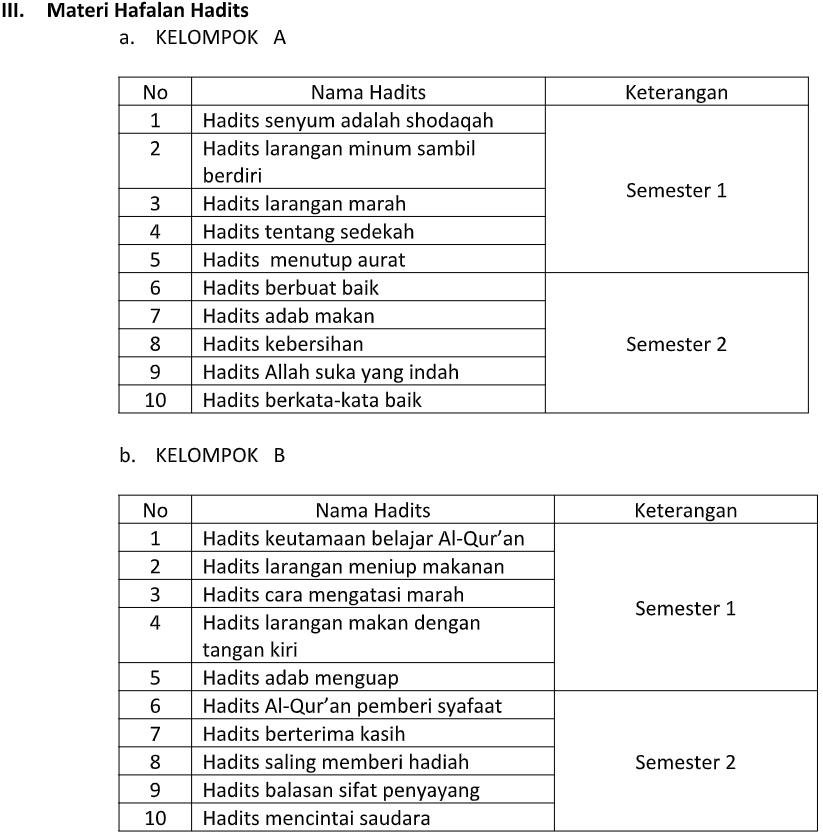 III. Materi Hafalan Hadits
a. KELOMPOK A
No Nama Hadits Keterangan
1 Hadits senyum adalah shodaqah
2 Hadits larangan minum sambil
berdiri
Semester 1
3 Hadits larangan marah
4 Hadits tentang sedekah
5 Hadits menutup aurat
6 Hadits berbuat baik
7 Hadits adab makan
8 Hadits kebersihan Semester 2
9 Hadits Allah suka yang indah
10 Hadits berkata-kata baik
b. KELOMPOK B
No Nama Hadits Keterangan
1 Hadits keutamaan belajar Al-Qur’an
2 Hadits larangan meniup makanan
3 Hadits cara mengatasi marah
Semester 1
4 Hadits larangan makan dengan
tangan kiri
5 Hadits adab menguap
6 Hadits Al-Qur’an pemberi syafaat
7 Hadits berterima kasih
8 Hadits saling memberi hadiah Semester 2
9 Hadits balasan sifat penyayang
10 Hadits mencintai saudara